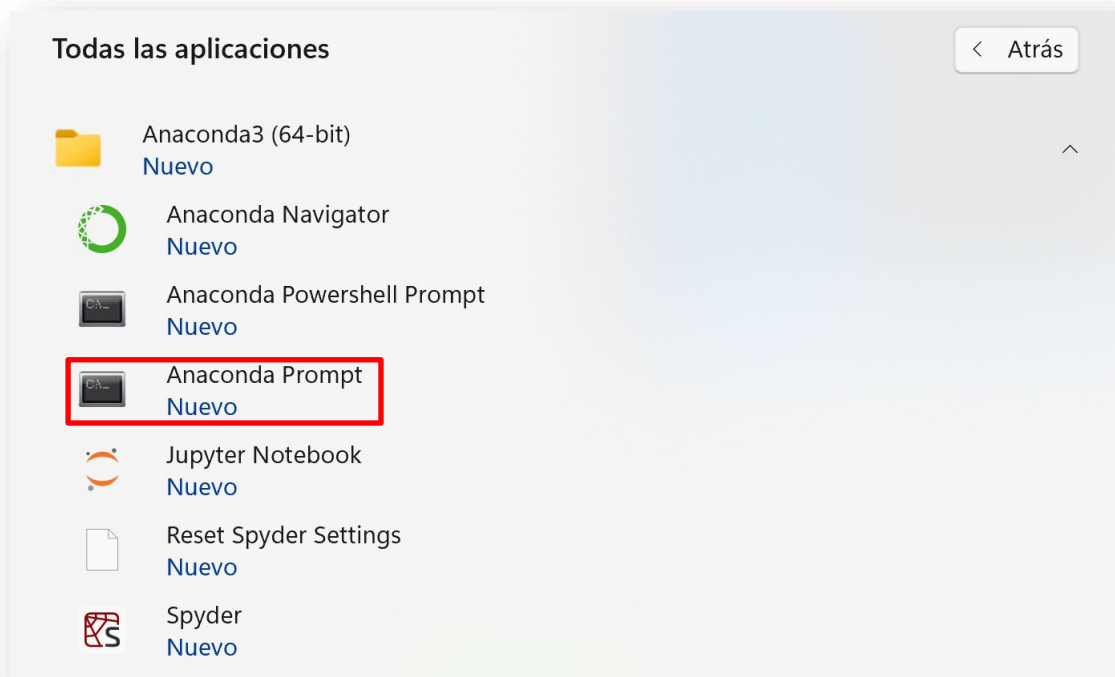 Todas las aplicaciones
Atrás
Anaconda3 (64-bit)
Nuevo
Anaconda Navigator
Nuevo
Anaconda Powershell Prompt
Nuevo
Anaconda Prompt
Nuevo
Jupyter Notebook
Nuevo
Reset Spyder Settings
Nuevo
Spyder
Nuevo